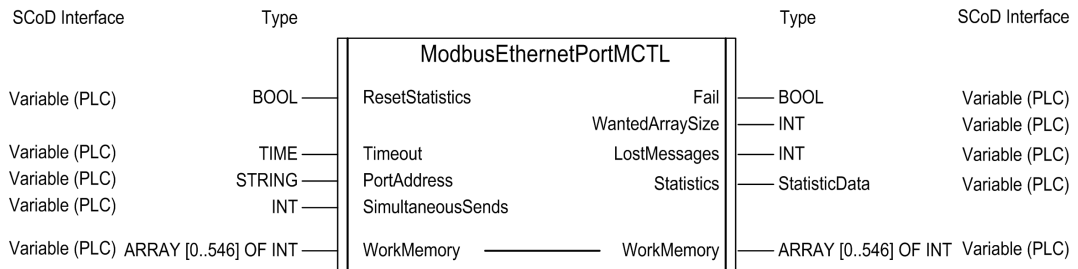 SCoD Interface Type Type SCoD Interface
ModbusEthernetPortMCTL
Variable (PLC) BOOL ResetStatistics Fail BOOL Variable (PLC)
WantedArraySize INT Variable (PLC)
Variable (PLC) TIME Timeout LostMessages INT Variable (PLC)
Variable (PLC) STRING PortAddress Statistics StatisticData Variable (PLC)
Variable (PLC) INT SimultaneousSends
Variable (PLC) ARRAY [0..546] OF INT WorkMemory WorkMemory ARRAY [0..546] OF INT Variable (PLC)